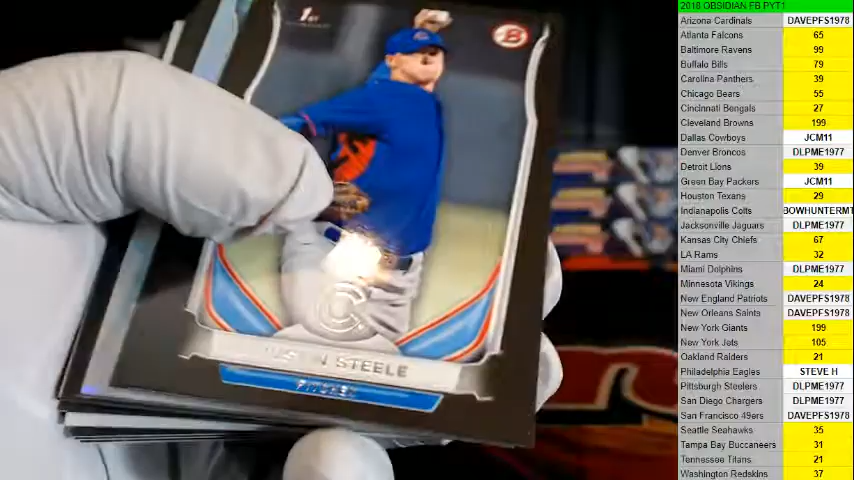 1st
B
C
STEELE
PITCHER
2018 OBSIDIAN FB PYT1
Arizona Cardinals DAVEPFS1978
Atlanta Falcons 65
Baltimore Ravens 99
Buffalo Bills 79
Carolina Panthers 39
Chicago Bears 55
Cincinnati Bengals 27
Cleveland Browns 199
Dallas Cowboys JCM11
Denver Broncos DLPME1977
Detroit Lions 39
Green Bay Packers JCM11
Houston Texans 29
Indianapolis Colts BOWHUNTERMT
Jacksonville Jaguars DLPME1977
Kansas City Chiefs 67
LA Rams 32
Miami Dolphins DLPME1977
Minnesota Vikings 24
New England Patriots DAVEPFS1978
New Orleans Saints DAVEPFS1978
New York Giants 199
New York Jets 105
Oakland Raiders 21
Philadelphia Eagles STEVE H
Pittsburgh Steelers DLPME1977
San Diego Chargers DLPME1977
San Francisco 49ers DAVEPFS1978
Seattle Seahawks 35
Tampa Bay Buccaneers 31
Tennessee Titans 21
Washington Redskins 37